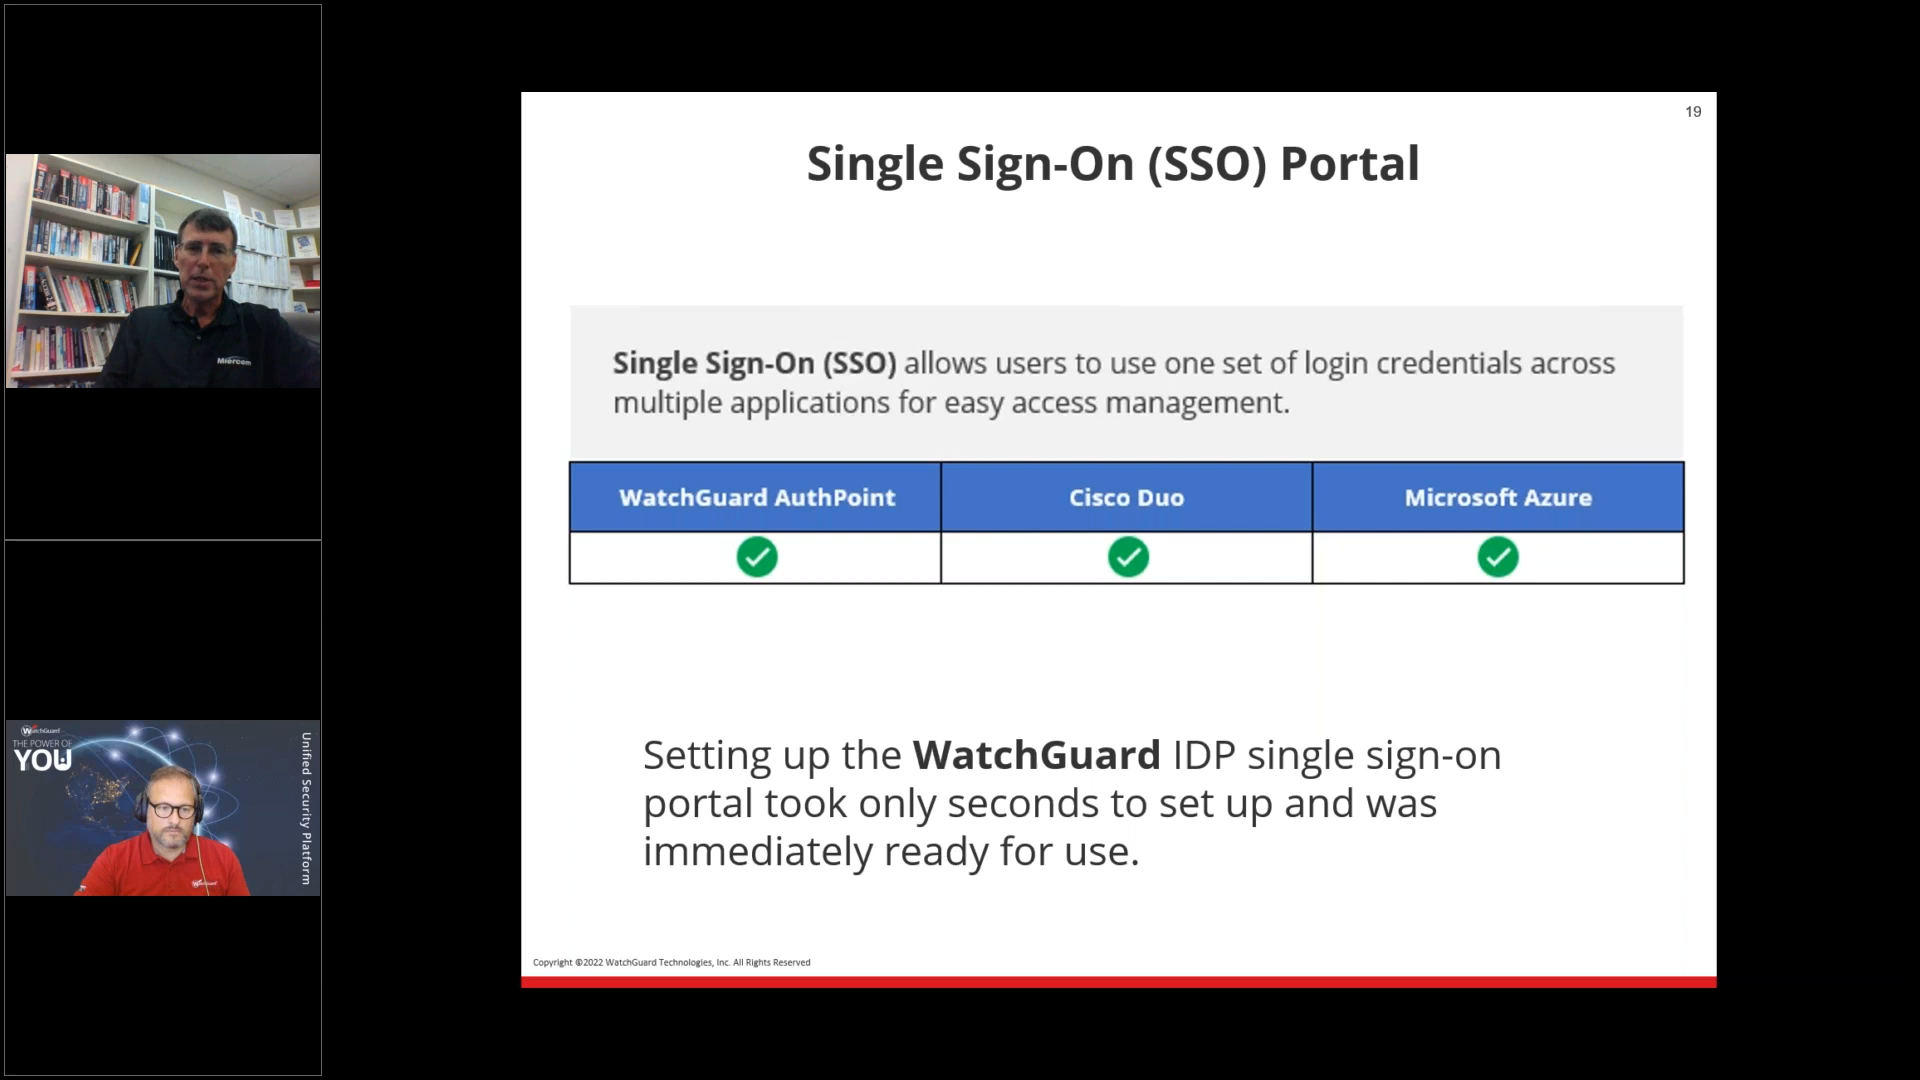 19
Single Sign-On (SSO) Portal
Single Sign-On (SSO) allows users to use one set of login credentials across
multiple applications for easy access management.
WatchGuard AuthPoint
Cisco Duo
Microsoft Azure
Setting up the WatchGuard IDP single sign-on
portal took only seconds to set up and was
immediately ready for use.
Copyright ©2022 WatchGuard Technologies, Inc. All Rights Reserved
Miercom
WatchGuard
THE POWER OF
YOU
Unified Security Platform
WatchGuard